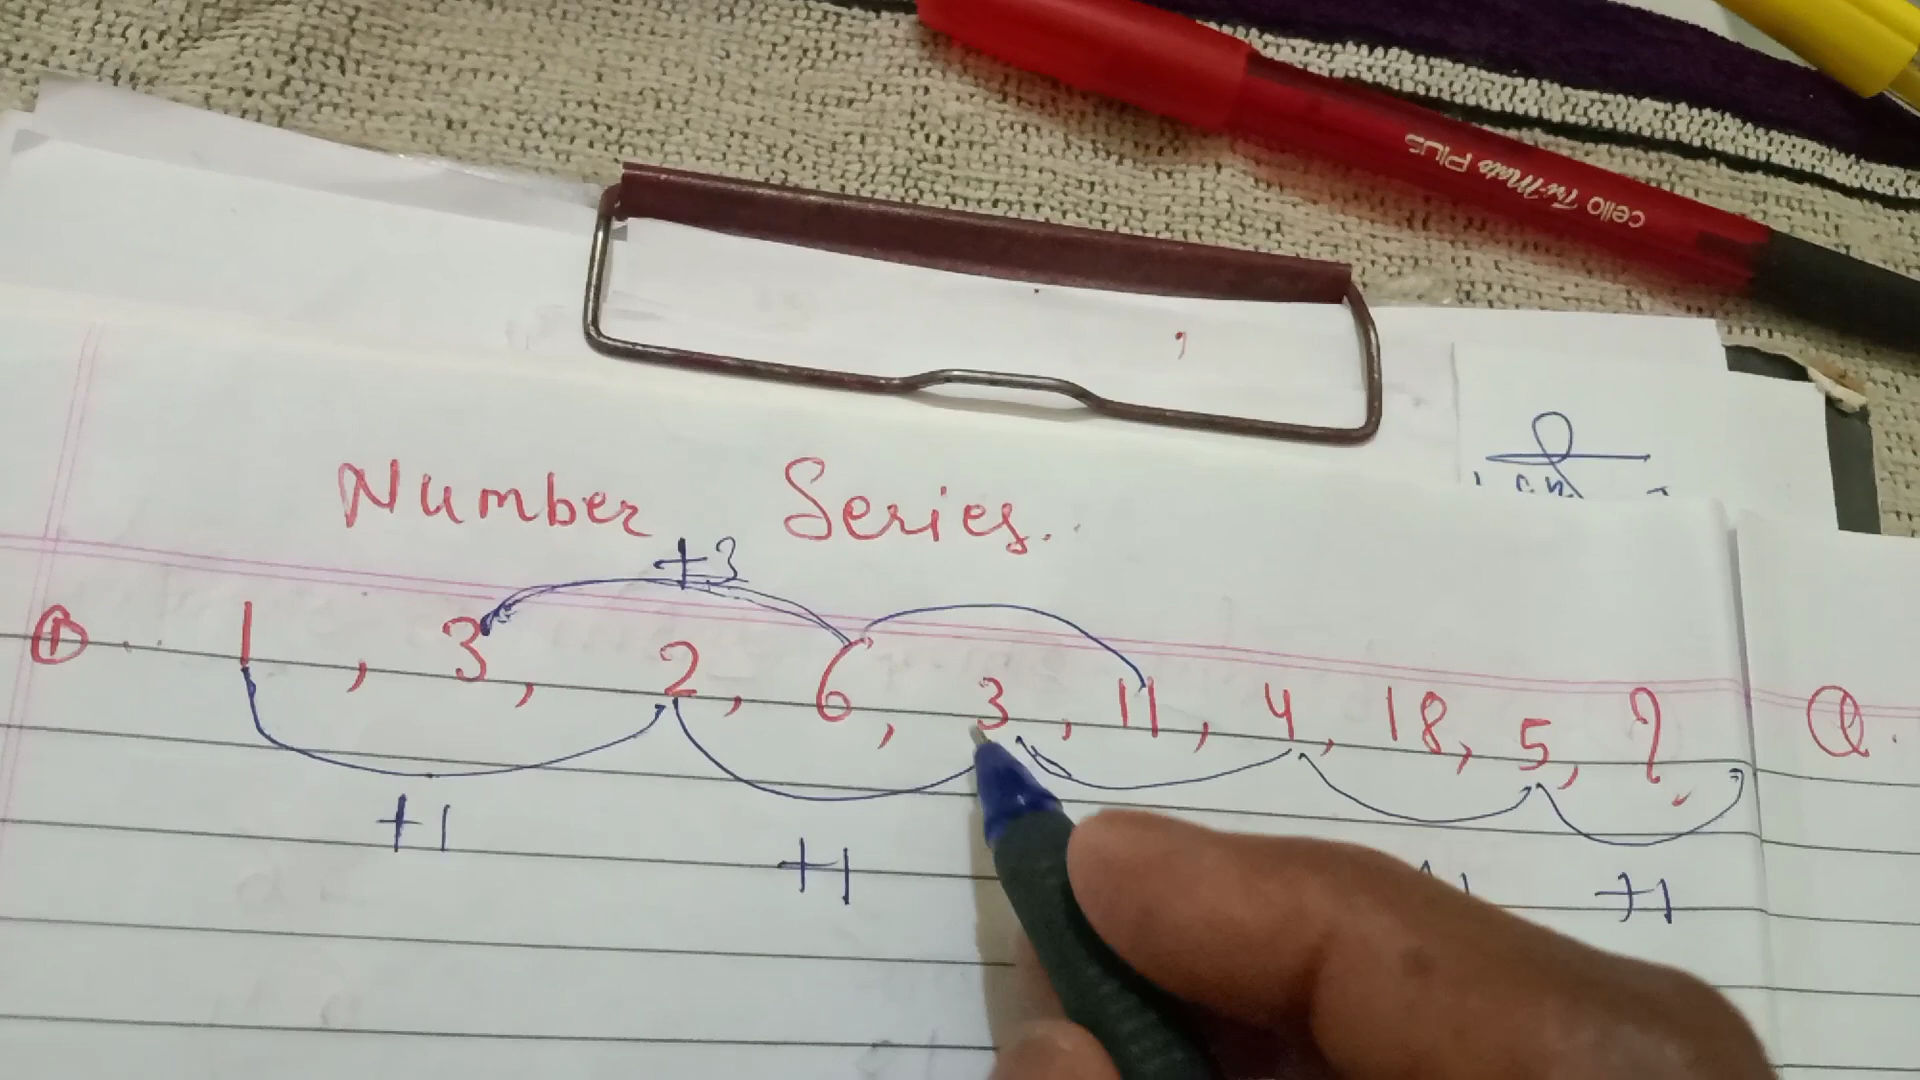 cello Tri-Mate Plus
Number Series.
+3
① 1, 3, 2, 6, 3, 11, 4, 18, 5, ?
Q.
+1 +1 +1